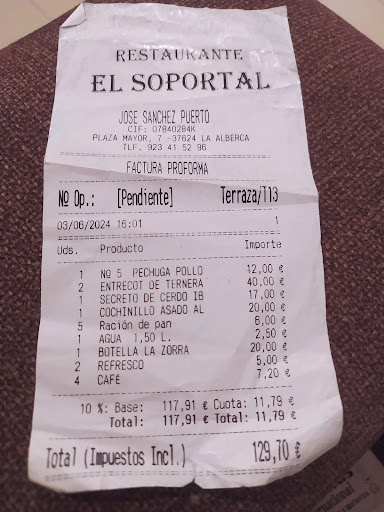 RESTAURANTE
EL SOPORTAL
JOSE SANCHEZ PUERTO
CIF: 07840284K
PLAZA MAYOR, 7 -37624 LA ALBERCA
TLF. 923 41 52 96
FACTURA PROFORMA
Nº Op.: [Pendiente] Terraza/T13
03/06/2024 16:01 1
Uds. Producto Importe
1 Nº 5 PECHUGA POLLO 12,00 €
2 ENTRECOT DE TERNERA 40,00 €
1 SECRETO DE CERDO IB 17,00 €
1 COCHINILLO ASADO AL 20,00 €
5 Ración de pan 6,00 €
1 AGUA 1,50 L. 2,50 €
1 BOTELLA LA ZORRA 20,00 €
2 REFRESCO 5,00 €
4 CAFÉ 7,20 €
10 %: Base: 117,91 € Cuota: 11,79 €
Total: 117,91 € Total: 11,79 €
Total (Impuestos Incl.) 129,70 €